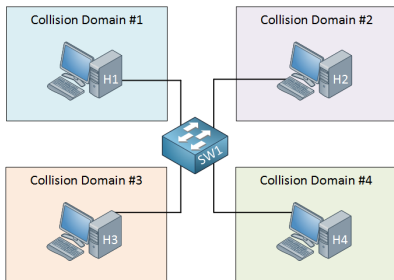 Collision Domain #1
H1
Collision Domain #2
H2
SW1
Collision Domain #3
H3
Collision Domain #4
H4